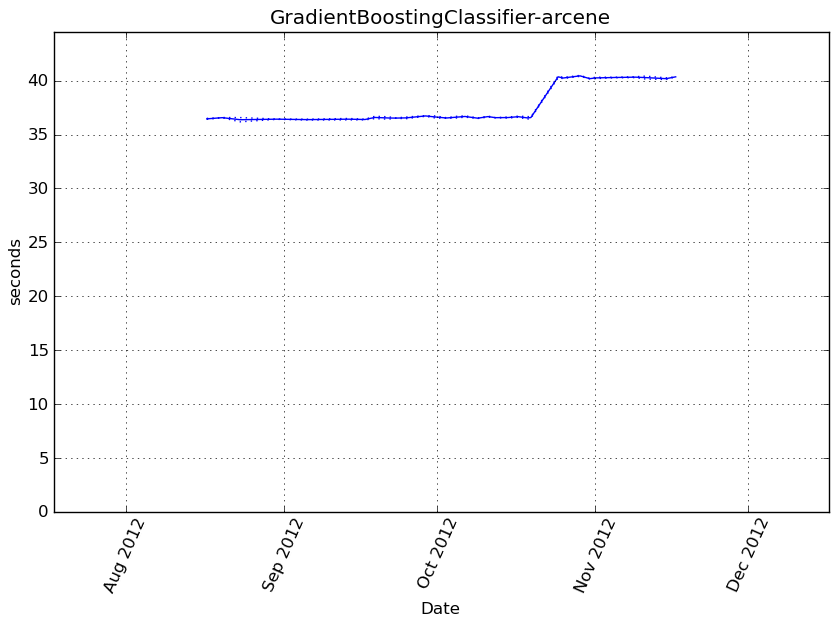 GradientBoostingClassifier-arcene
40
35
30
25
20
15
10
5
0
seconds
Aug 2012
Sep 2012
Oct 2012
Nov 2012
Dec 2012
Date